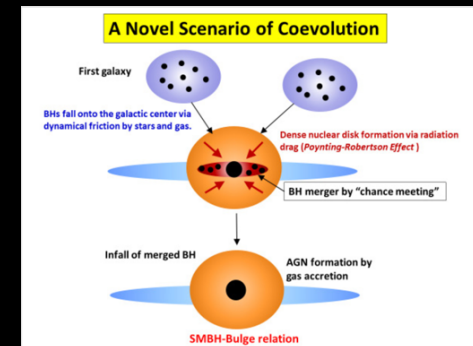 A Novel Scenario of Coevolution
First galaxy
BHs fall onto the galactic center via
dynamical friction by stars and gas.
Dense nuclear disk formation via radiation
drag (Poynting-Robertson Effect )
BH merger by “chance meeting”
Infall of merged BH
AGN formation by
gas accretion
SMBH-Bulge relation